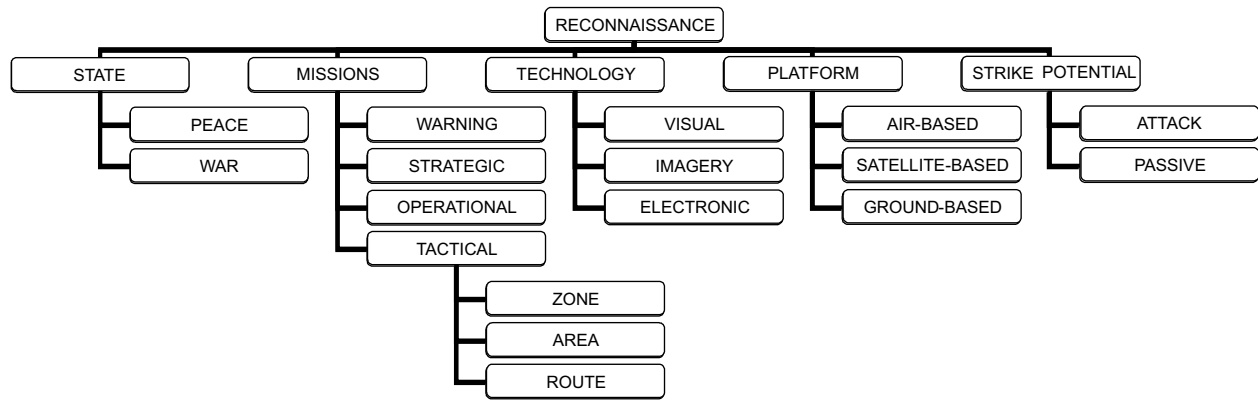 RECONNAISSANCE
STATE
MISSIONS
TECHNOLOGY
PLATFORM
STRIKE POTENTIAL
PEACE
WAR
WARNING
STRATEGIC
OPERATIONAL
TACTICAL
ZONE
AREA
ROUTE
VISUAL
IMAGERY
ELECTRONIC
AIR-BASED
SATELLITE-BASED
GROUND-BASED
ATTACK
PASSIVE